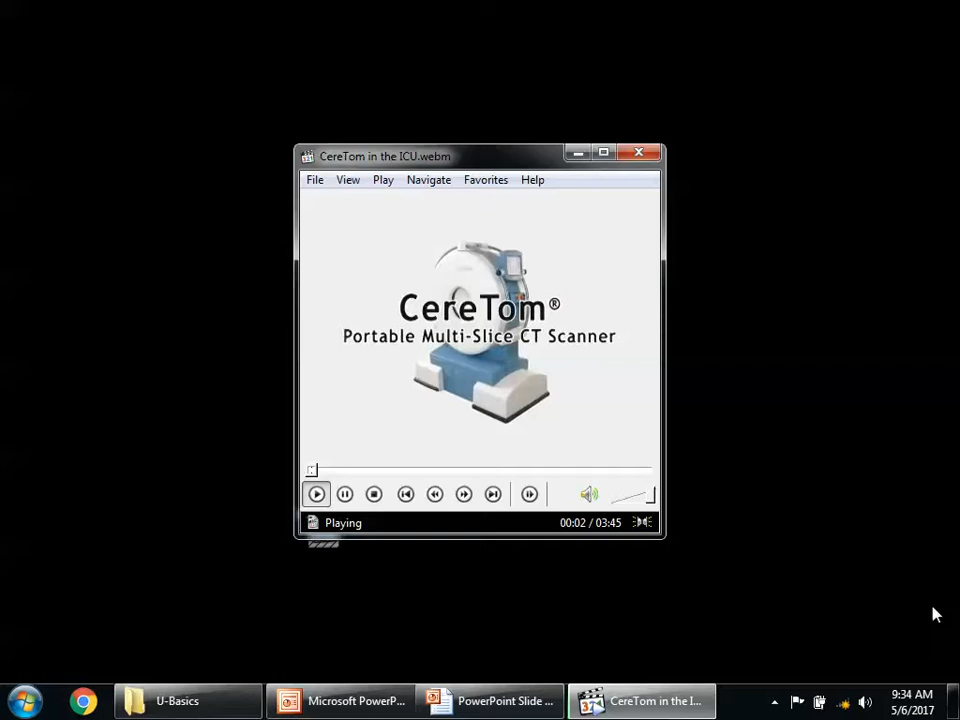 CereTom in the ICU.webm
File View Play Navigate Favorites Help
CereTom®
Portable Multi-Slice CT Scanner
Playing 00:02 / 03:45
U-Basics Microsoft PowerP... PowerPoint Slide ... CereTom in the I... 9:34 AM
5/6/2017